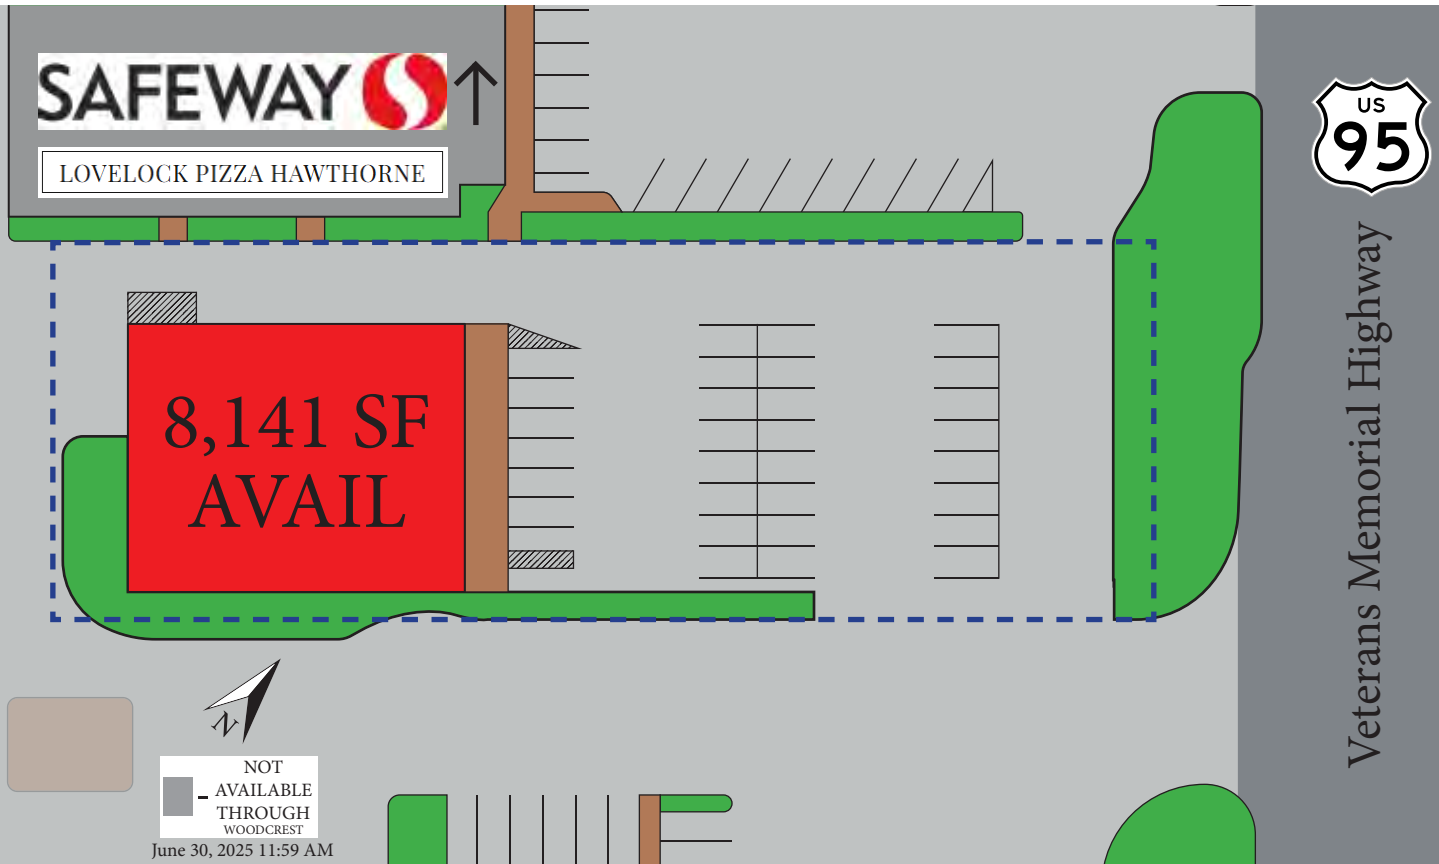 SAFEWAY
LOVELOCK PIZZA HAWTHORNE
US
95
Veterans Memorial Highway
8,141 SF
AVAIL
N
NOT
- AVAILABLE
THROUGH
WOODCREST
June 30, 2025 11:59 AM